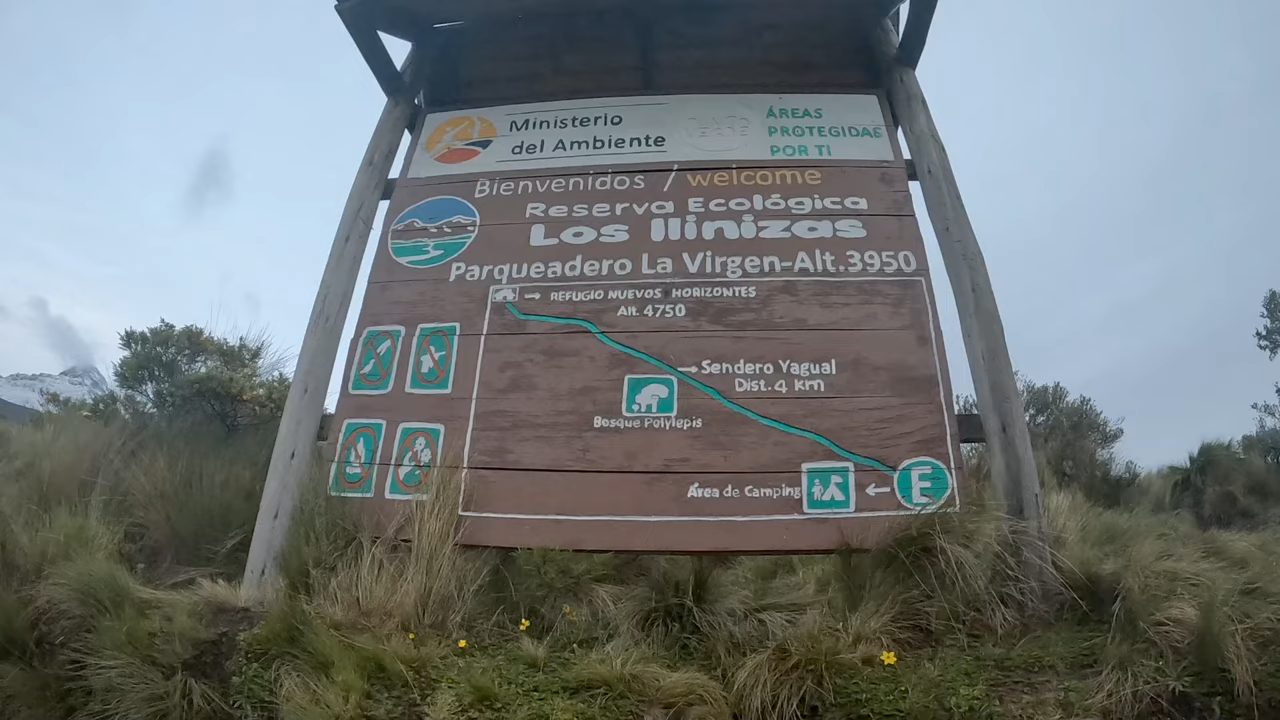 Ministerio
del Ambiente
ÁREAS
PROTEGIDAS
POR TI
Bienvenidos / welcome
Reserva Ecológica
Los Ilinizas
Parqueadero La Virgen-Alt.3950
→ REFUGIO NUEVOS HORIZONTES
Alt. 4750
→ Sendero Yagual
Dist. 4 km
Bosque Polylepis
Área de Camping ← E